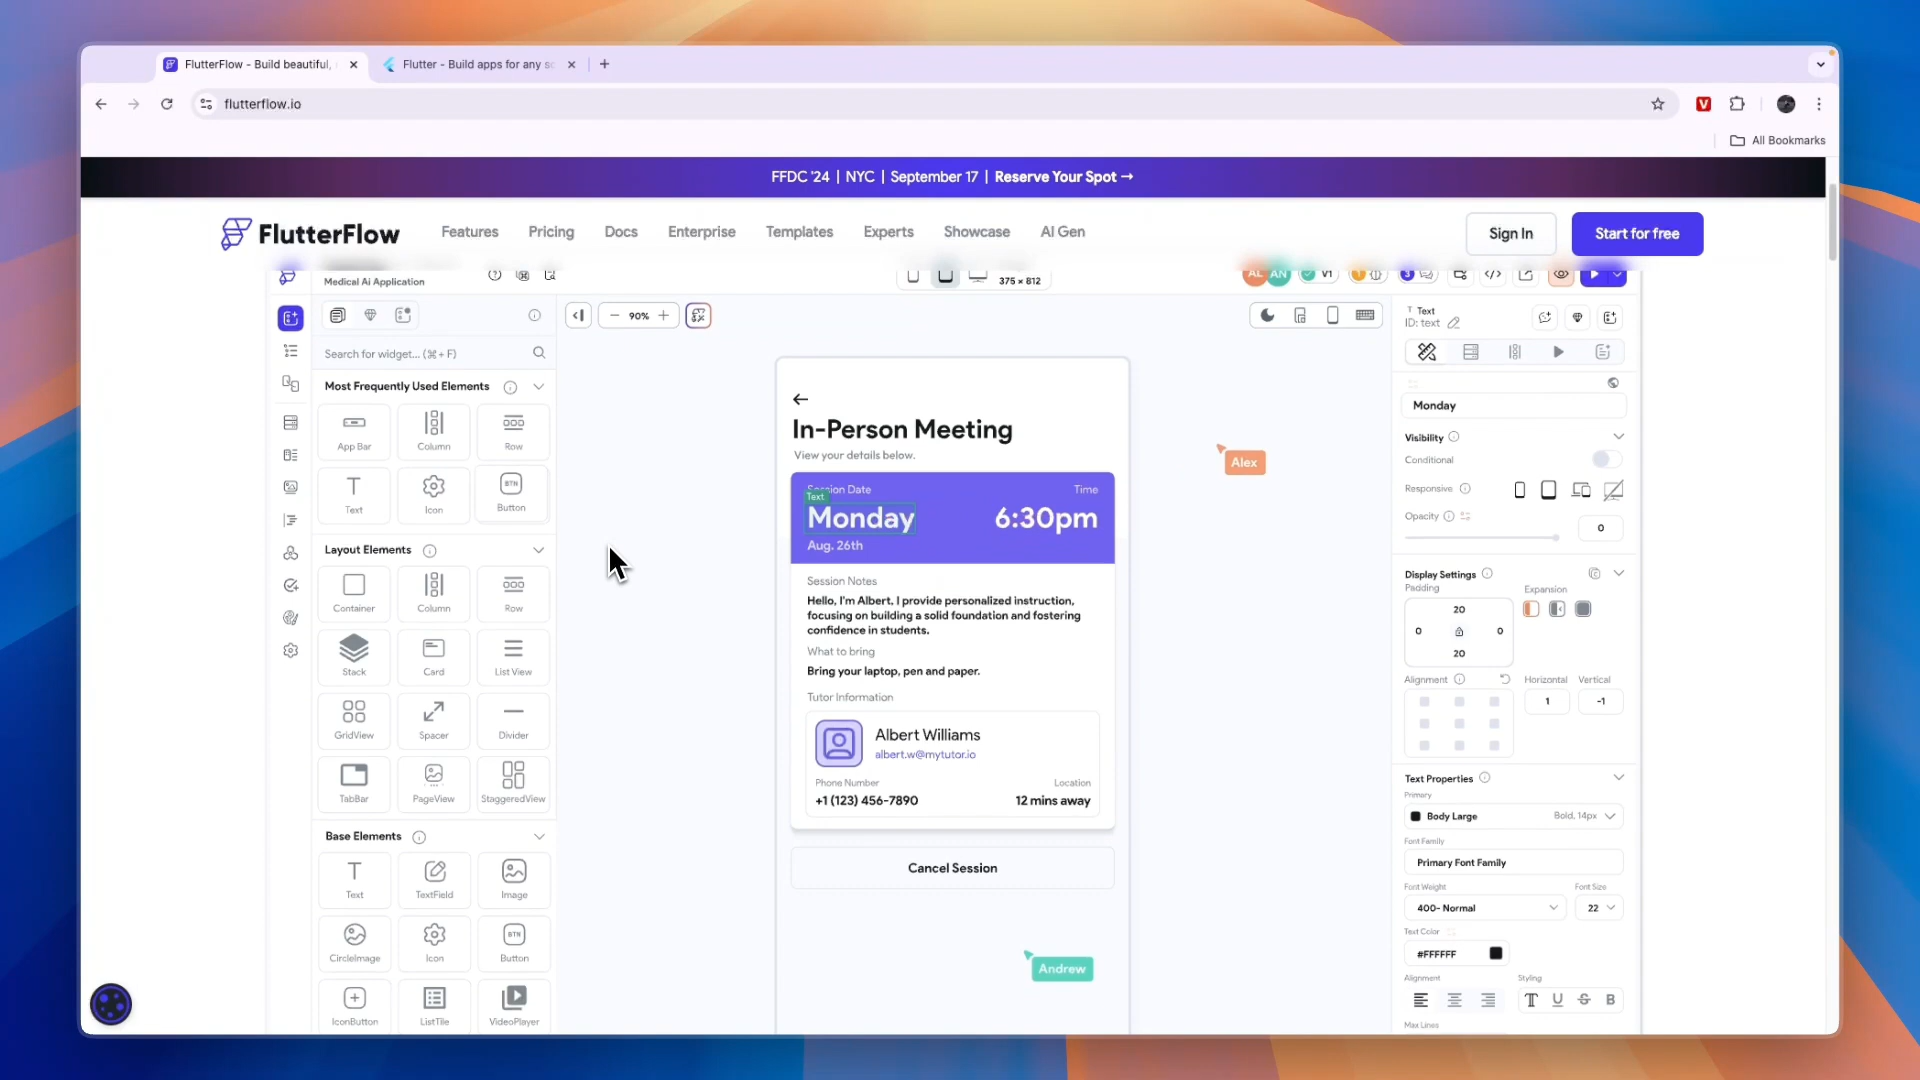 FlutterFlow - Build beautiful,
Flutter - Build apps for any sc
flutterflow.io
All Bookmarks
FFDC '24 | NYC | September 17 | Reserve Your Spot →
FlutterFlow
Features
Pricing
Docs
Enterprise
Templates
Experts
Showcase
AI Gen
Sign In
Start for free
Medical Ai Application
375 × 812
AL
AN
V1
1
3
90%
Search for widget... (⌘ + F)
Most Frequently Used Elements
App Bar
Column
Row
Text
Icon
BTN
Button
Layout Elements
Container
Column
Row
Stack
Card
List View
GridView
Spacer
Divider
TabBar
PageView
StaggeredView
Base Elements
Text
TextField
Image
CircleImage
Icon
BTN
Button
IconButton
ListTile
VideoPlayer
In-Person Meeting
View your details below.
Session Date
Time
Text
Monday
6:30pm
Aug. 26th
Session Notes
Hello, I'm Albert. I provide personalized instruction,
focusing on building a solid foundation and fostering
confidence in students.
What to bring
Bring your laptop, pen and paper.
Tutor Information
Albert Williams
albert.w@mytutor.io
Phone Number
Location
+1 (123) 456-7890
12 mins away
Cancel Session
Alex
Andrew
Text
ID: text
Monday
Visibility
Conditional
Responsive
Opacity
0
Display Settings
Padding
Expansion
20
0
0
20
Alignment
Horizontal
Vertical
1
-1
Text Properties
Primary
Body Large
Bold, 14px
Font Family
Primary Font Family
Font Weight
Font Size
400- Normal
22
Text Color
#FFFFFF
Alignment
Styling
Max Lines